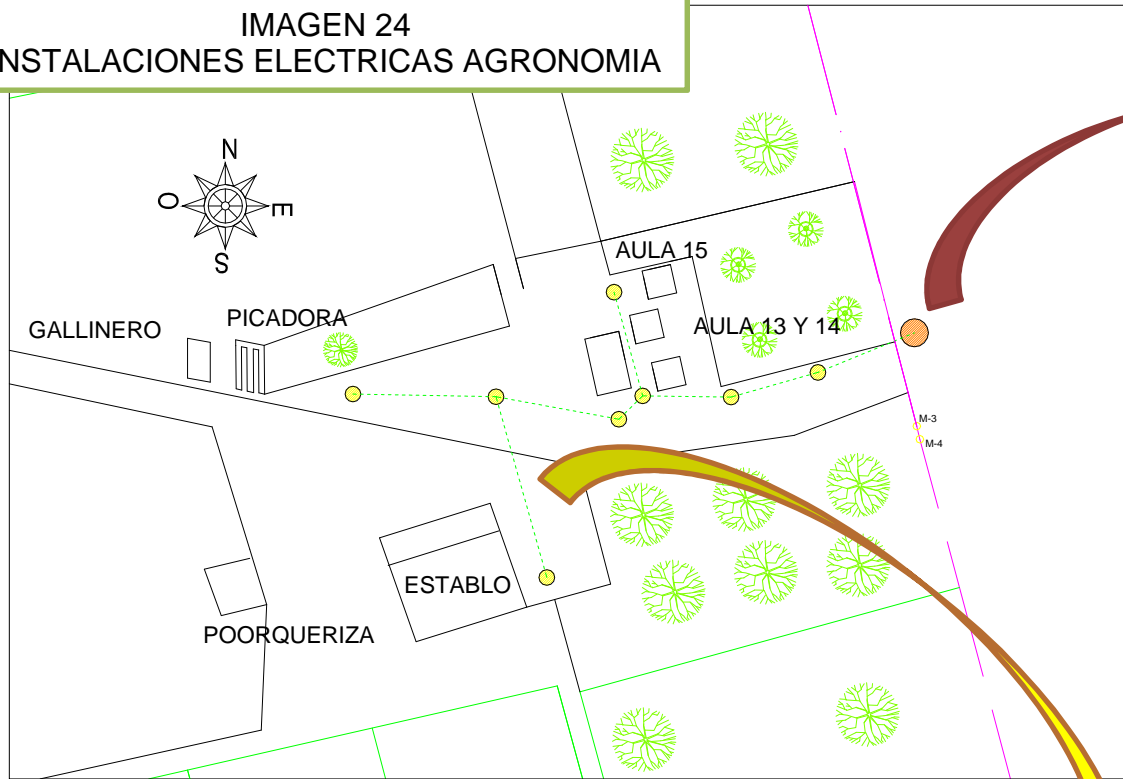 IMAGEN 24
NSTALACIONES ELECTRICAS AGRONOMIA
N
O
E
S
AULA 15
GALLINERO
PICADORA
AULA 13 Y 14
M-3
M-4
ESTABLO
POORQUERIZA